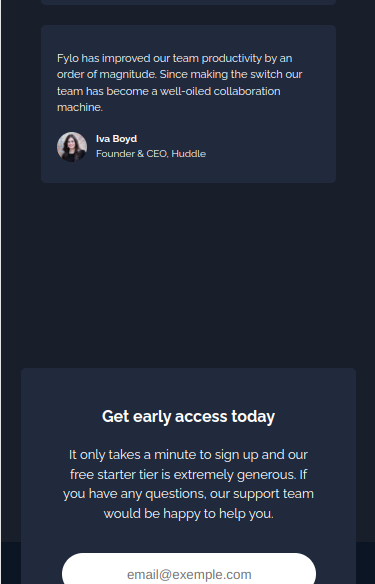 Fylo has improved our team productivity by an
order of magnitude. Since making the switch our
team has become a well-oiled collaboration
machine.
Iva Boyd
Founder & CEO, Huddle
Get early access today
It only takes a minute to sign up and our
free starter tier is extremely generous. If
you have any questions, our support team
would be happy to help you.
email@exemple.com